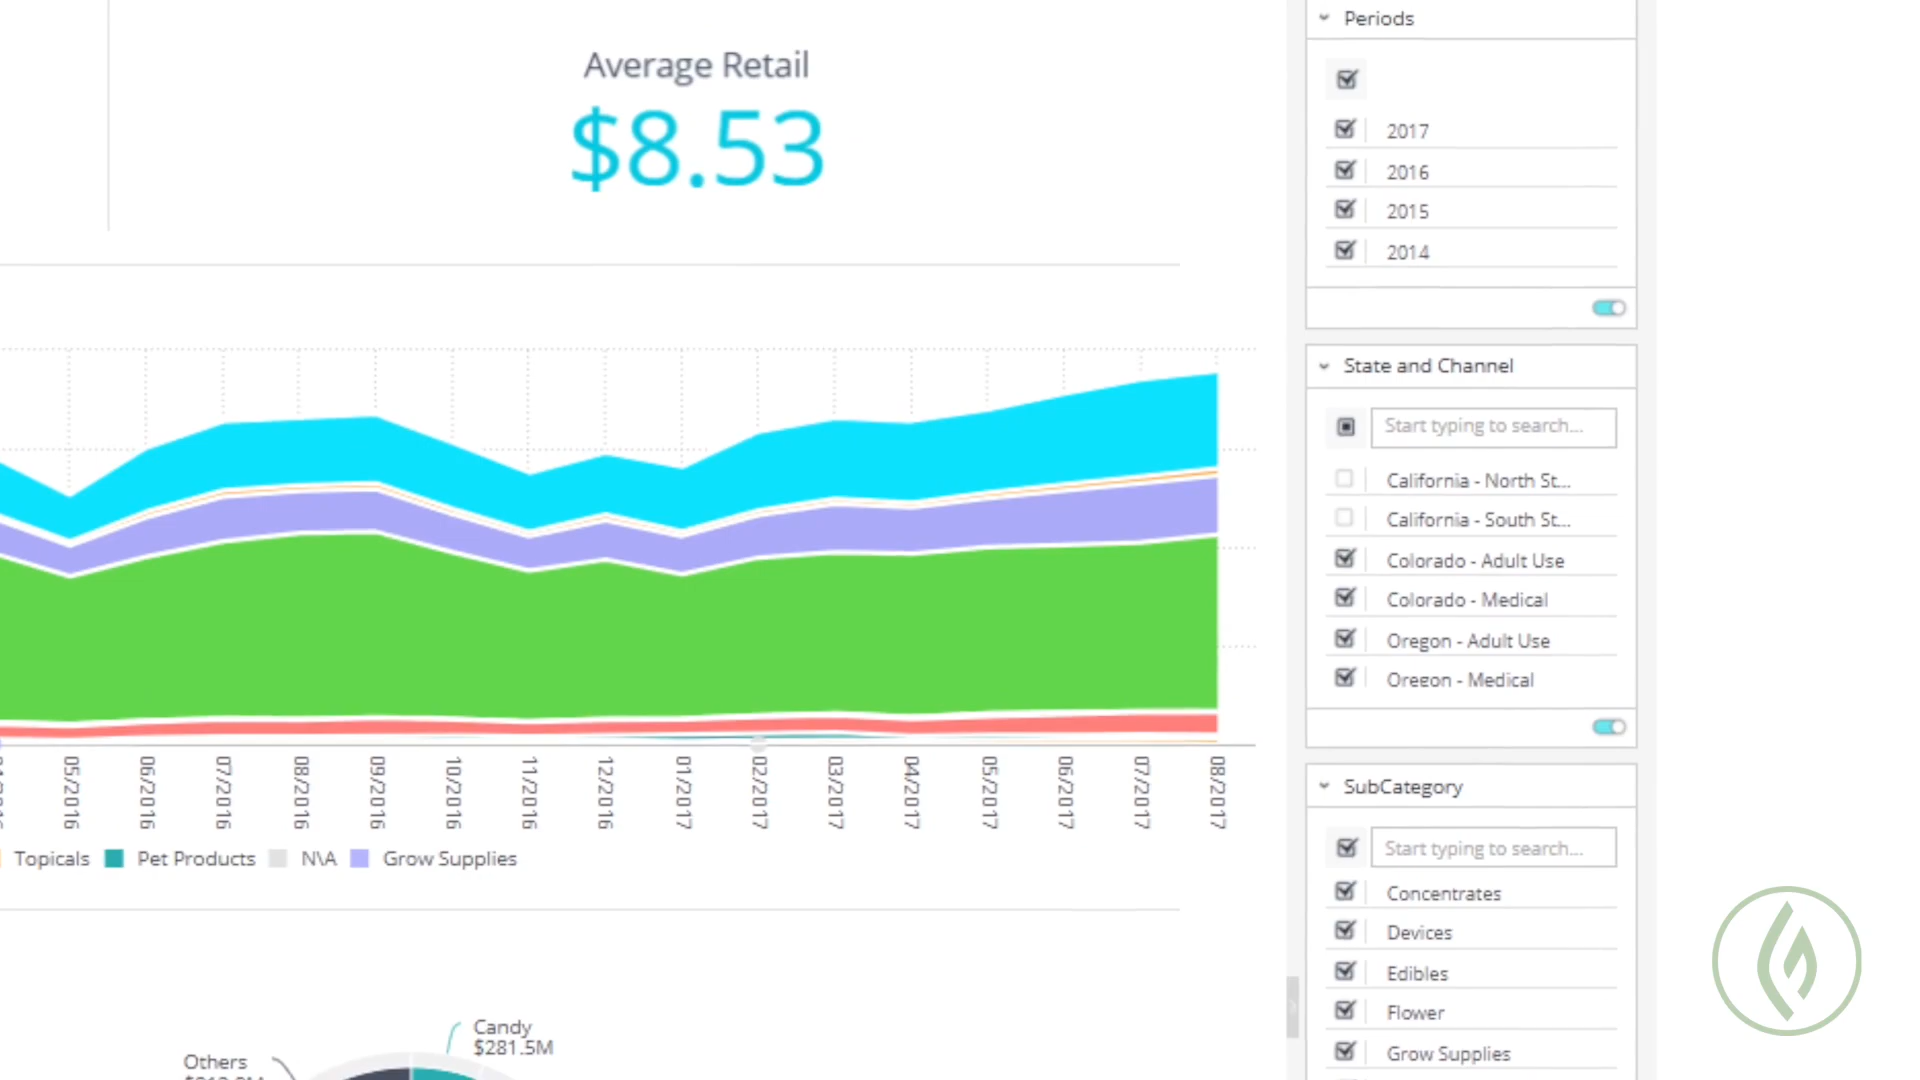 Average Retail
$8.53
05/2016
06/2016
07/2016
08/2016
09/2016
10/2016
11/2016
12/2016
01/2017
02/2017
03/2017
04/2017
05/2017
06/2017
07/2017
08/2017
Topicals
Pet Products
N\A
Grow Supplies
Candy
$281.5M
Others
Periods
2017
2016
2015
2014
State and Channel
Start typing to search...
California - North St...
California - South St...
Colorado - Adult Use
Colorado - Medical
Oregon - Adult Use
Oregon - Medical
SubCategory
Start typing to search...
Concentrates
Devices
Edibles
Flower
Grow Supplies